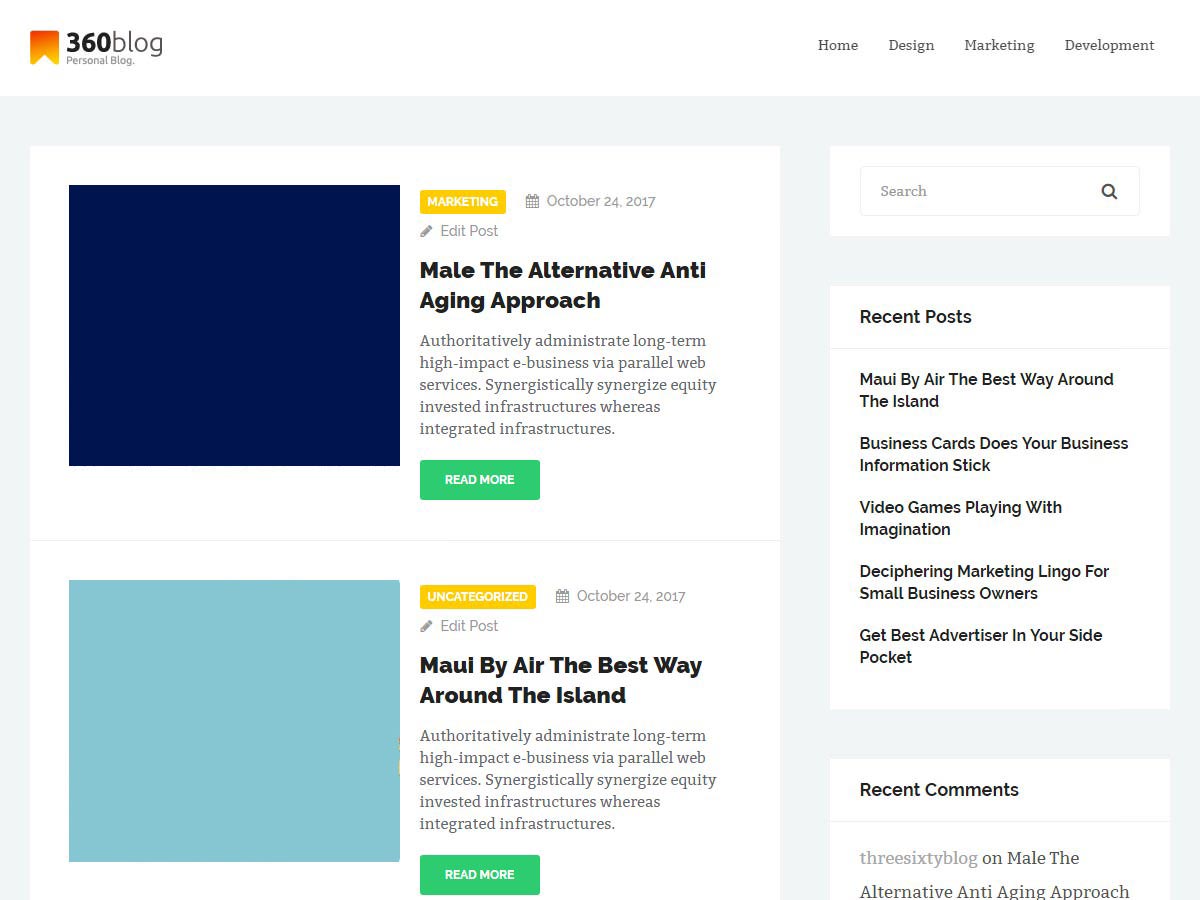 360blog
Personal Blog.
Home Design Marketing Development
MARKETING October 24, 2017
Edit Post
Male The Alternative Anti
Aging Approach
Authoritatively administrate long-term
high-impact e-business via parallel web
services. Synergistically synergize equity
invested infrastructures whereas
integrated infrastructures.
READ MORE
UNCATEGORIZED October 24, 2017
Edit Post
Maui By Air The Best Way
Around The Island
Authoritatively administrate long-term
high-impact e-business via parallel web
services. Synergistically synergize equity
invested infrastructures whereas
integrated infrastructures.
READ MORE
Search
Recent Posts
Maui By Air The Best Way Around
The Island
Business Cards Does Your Business
Information Stick
Video Games Playing With
Imagination
Deciphering Marketing Lingo For
Small Business Owners
Get Best Advertiser In Your Side
Pocket
Recent Comments
threesixtyblog on Male The
Alternative Anti Aging Approach